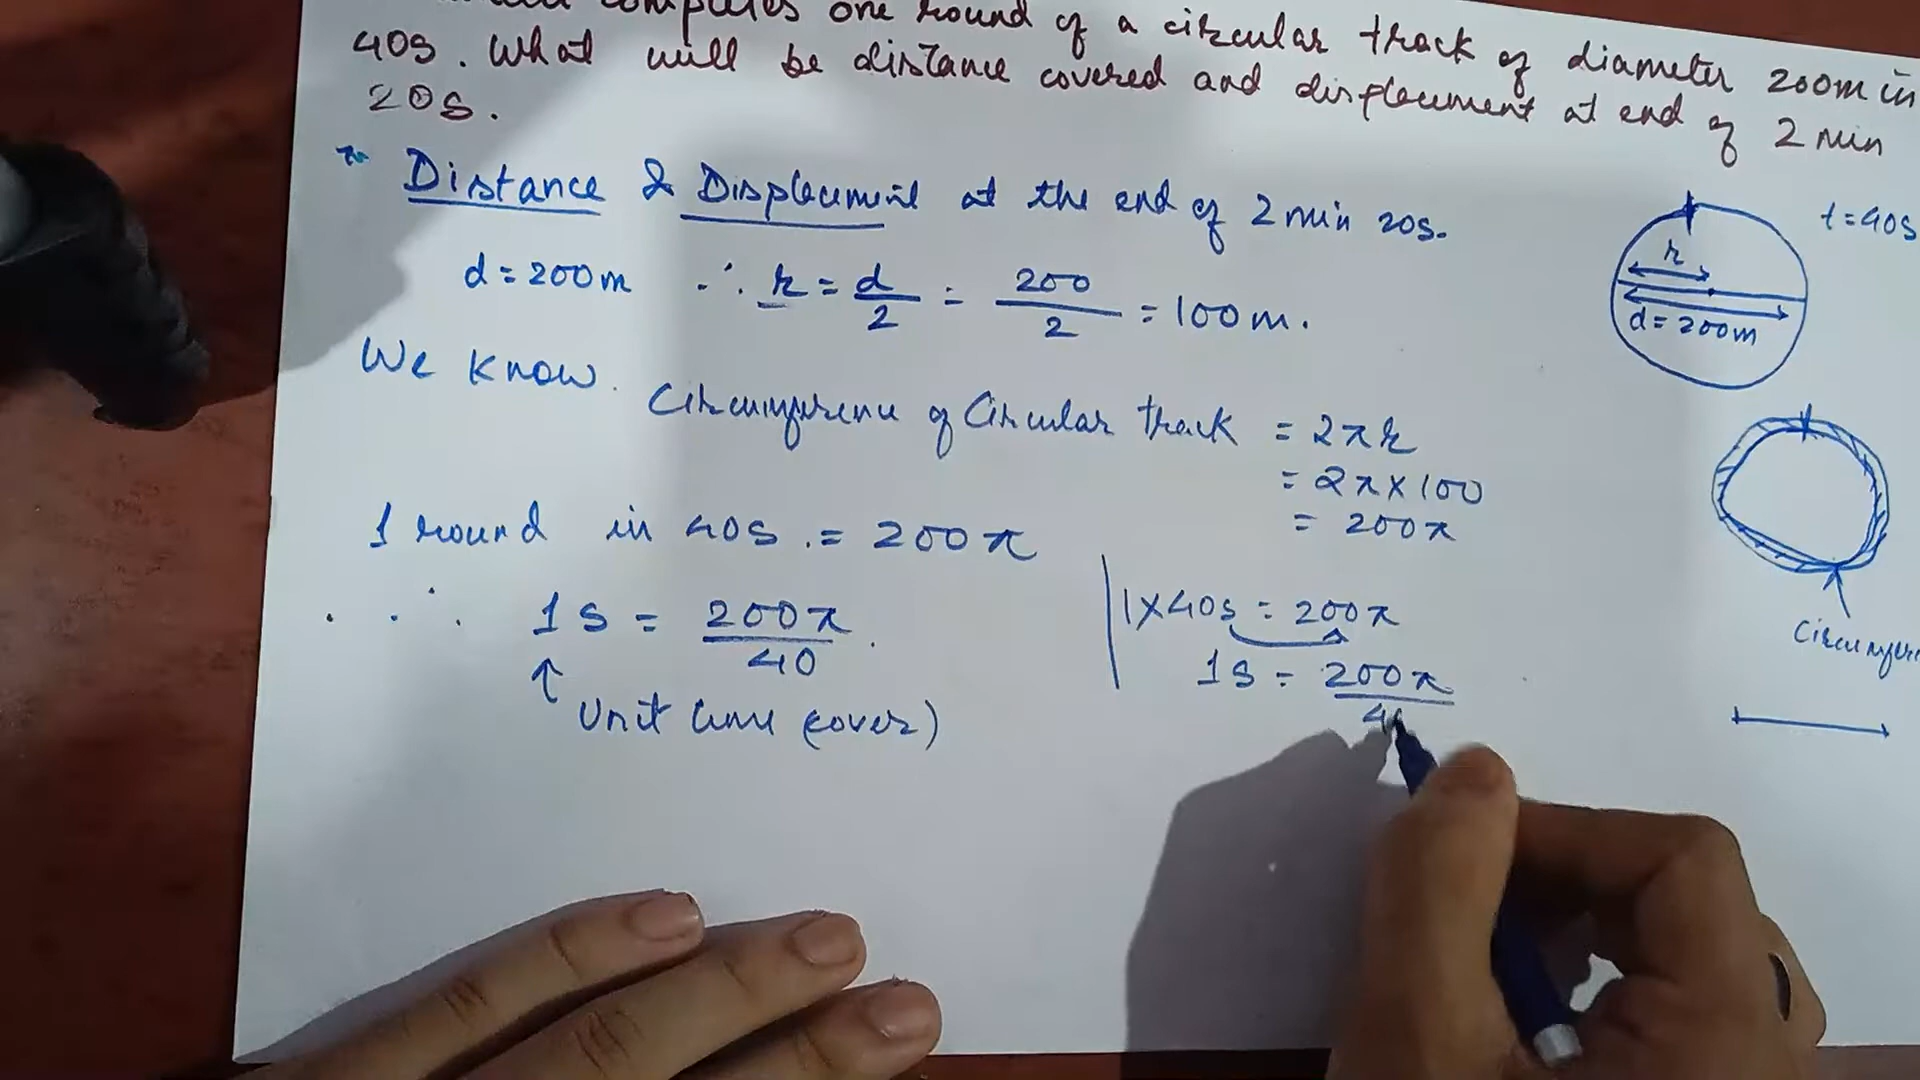 completes one round of a circular track of diameter 200m in
40s. What will be distance covered and displacement at end of 2 min
20s.
Distance & Displacement at the end of 2 min 20s.
t=40s
r
d=200m
d=200m ∴ r = d/2 = 200/2 = 100m.
We know.
Circumference of Circular track = 2πr
= 2π×100
= 200π
1 round in 40s = 200π
∴ 1s = 200π/40
↑ Unit time (cover)
1×40s = 200π
1s = 200π/4